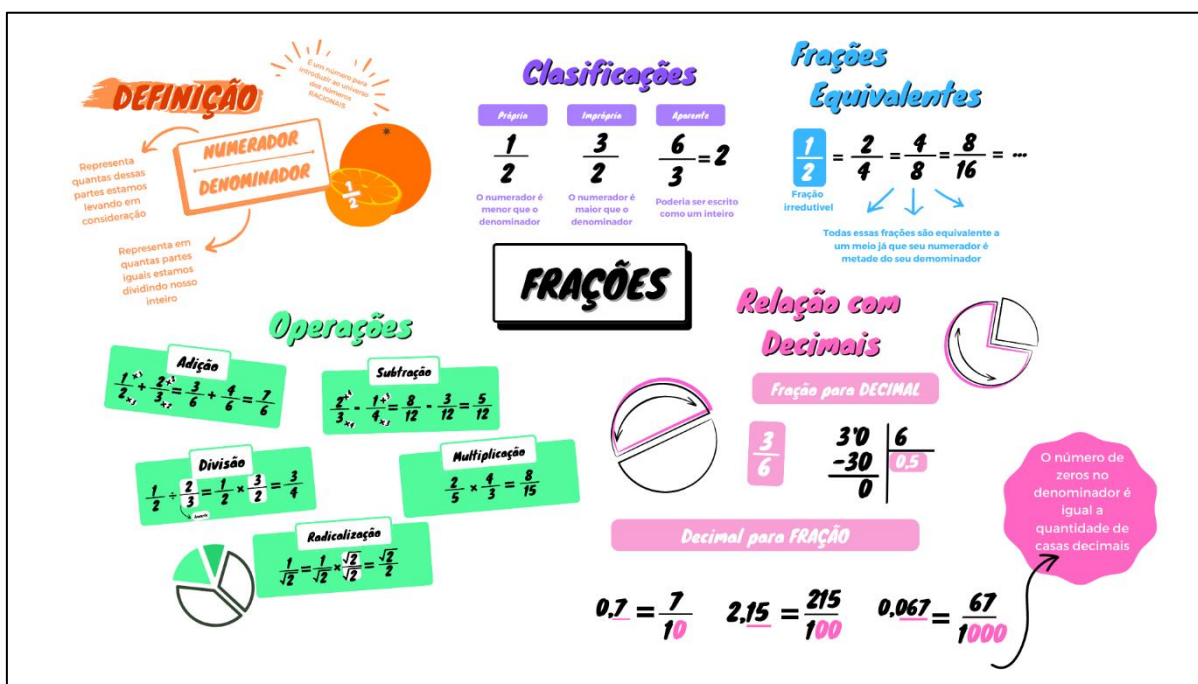 DEFINIÇÃO
É um número para
introduzir ao universo
dos números
RACIONAIS
NUMERADOR
DENOMINADOR
Representa
quantas dessas
partes estamos
levando em
consideração
Representa em
quantas partes
iguais estamos
dividindo nosso
inteiro
1/2
Clasificações
Própria
Imprópria
Aparente
1/2
3/2
6/3 = 2
O numerador é
menor que o
denominador
O numerador é
maior que o
denominador
Poderia ser escrito
como um inteiro
Frações
Equivalentes
1/2 = 2/4 = 4/8 = 8/16 = ...
Fração
irredutivel
Todas essas frações são equivalente a
um meio já que seu numerador é
metade do seu demominador
FRAÇÕES
Operações
Adição
1/2 + 2/3 = 3/6 + 4/6 = 7/6
Subtração
2/3 - 1/4 = 8/12 - 3/12 = 5/12
Divisão
1/2 ÷ 2/3 = 1/2 × 3/2 = 3/4
Multiplicação
2/5 × 4/3 = 8/15
Radicalização
1/√2 = 1/√2 × √2/√2 = √2/2
Relação com
Decimais
Fração para DECIMAL
3/6
3'0 6
-30 0,5
0
Decimal para FRAÇÃO
0,7 = 7/10
2,15 = 215/100
0,067 = 67/1000
O número de
zeros no
denominador é
igual a
quantidade de
casas decimais